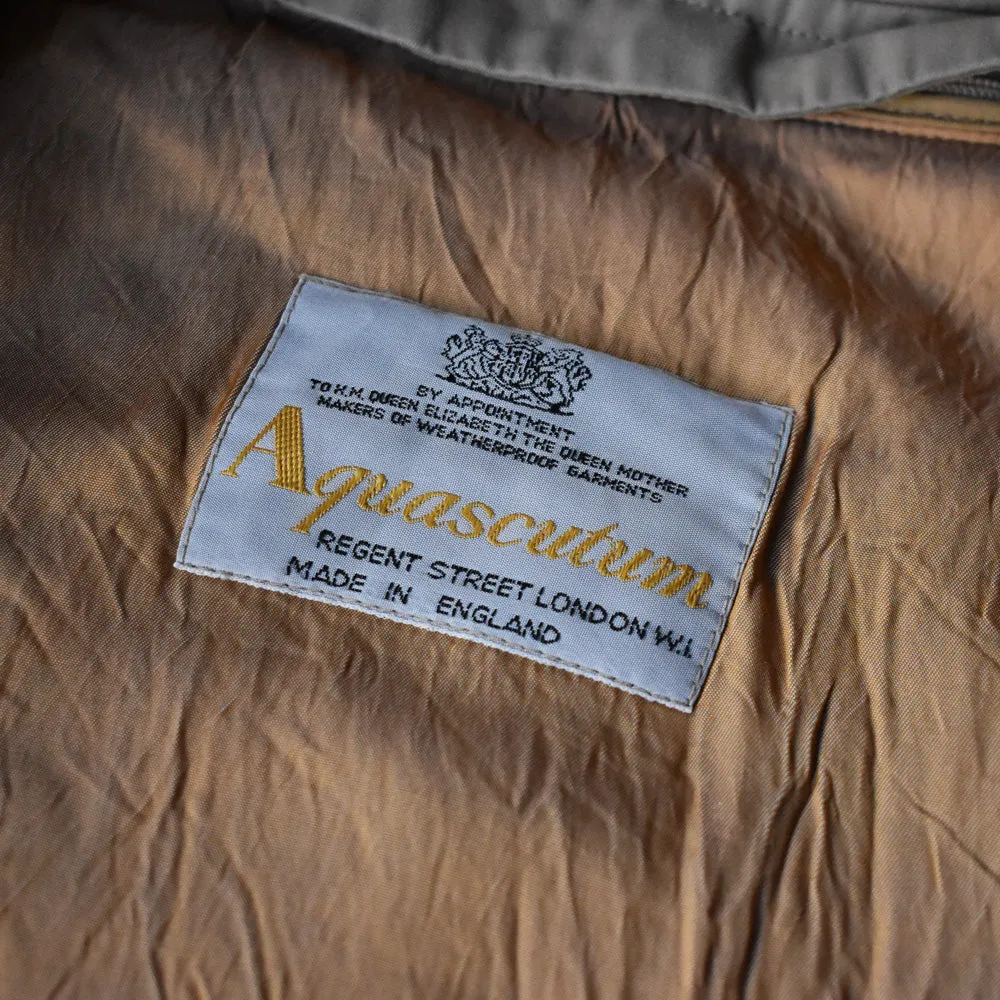 BY APPOINTMENT
TO H.M. QUEEN ELIZABETH THE QUEEN MOTHER
MAKERS OF WEATHERPROOF GARMENTS
Aquascutum
REGENT STREET LONDON W.I.
MADE IN ENGLAND